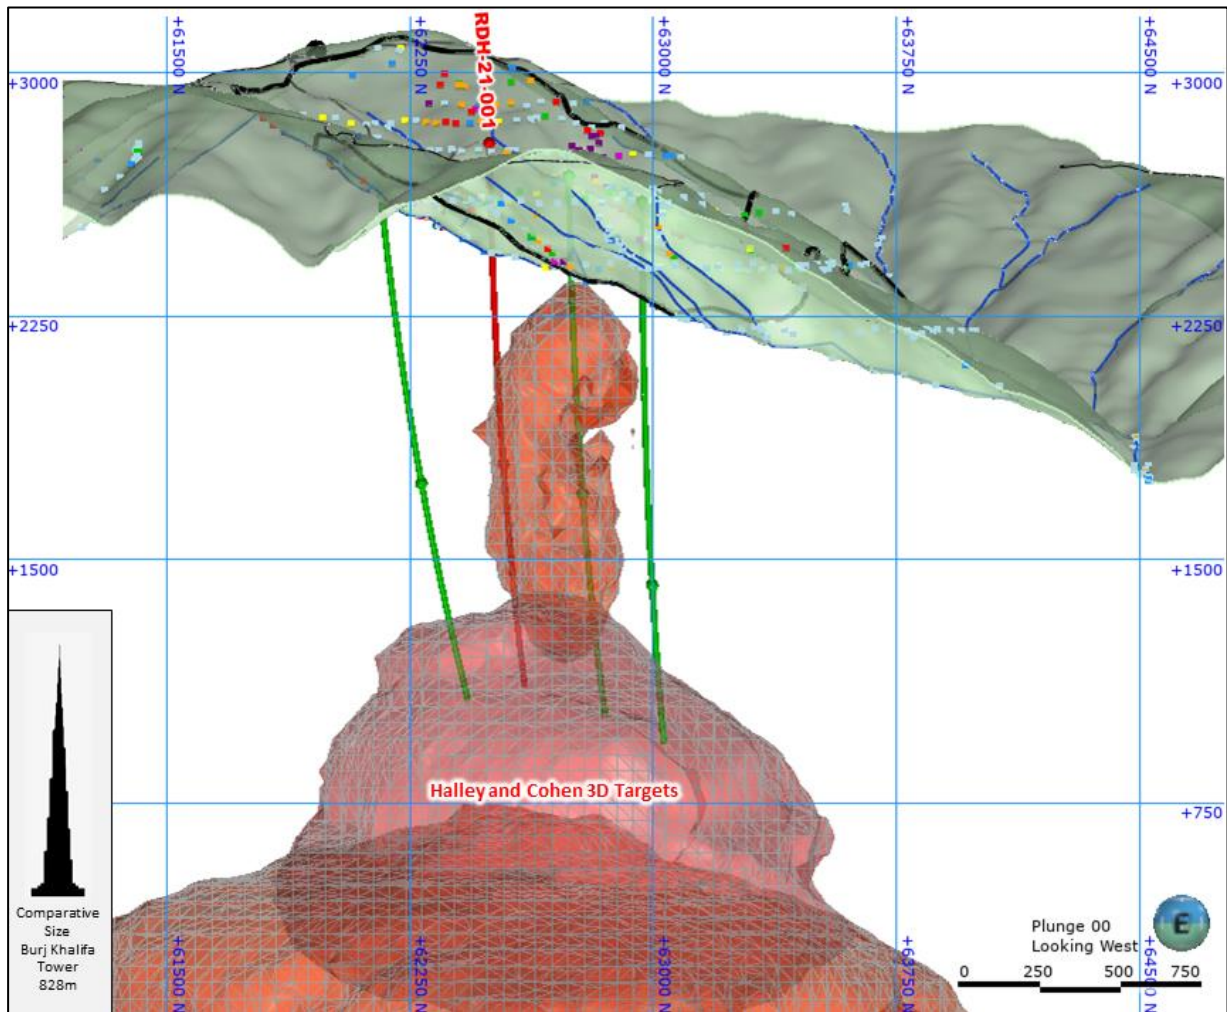 +61500 N
+62250 N
RDH-21-001
+63000 N
+63750 N
+64500 N
+3000
+3000
+2250
+2250
+1500
+1500
Halley and Cohen 3D Targets
+750
Comparative
Size
Burj Khalifa
Tower
828m
+61500 N
+62250 N
+63000 N
+63750 N
+64500 N
Plunge 00
Looking West
E
0 250 500 750